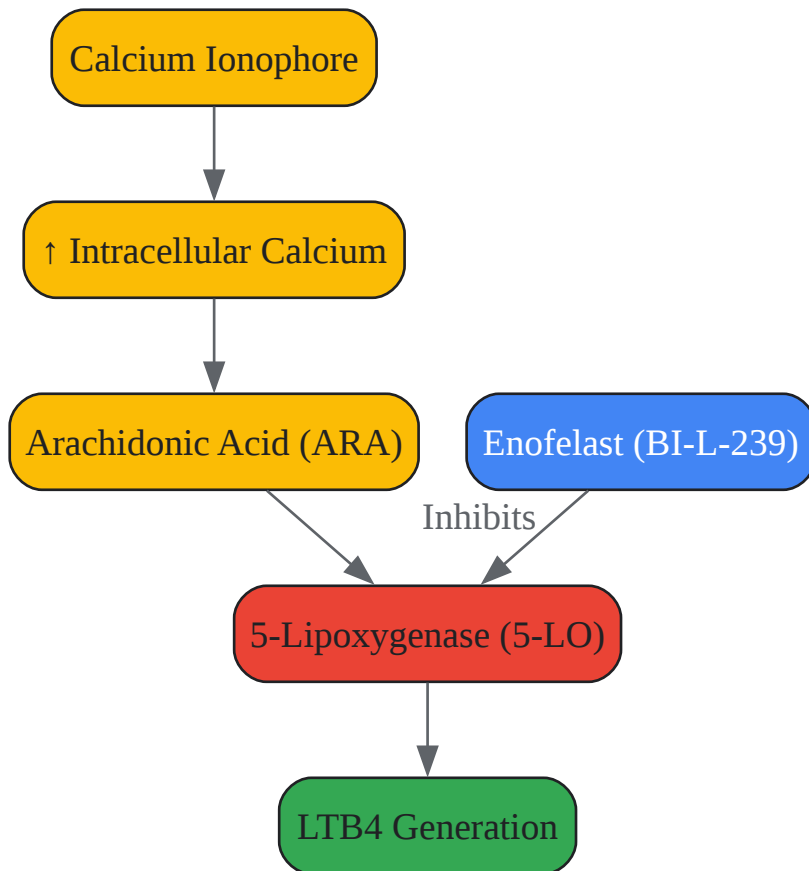 Calcium Ionophore
↑ Intracellular Calcium
Arachidonic Acid (ARA)
Enofelast (BI-L-239)
Inhibits
5-Lipoxygenase (5-LO)
LTB4 Generation